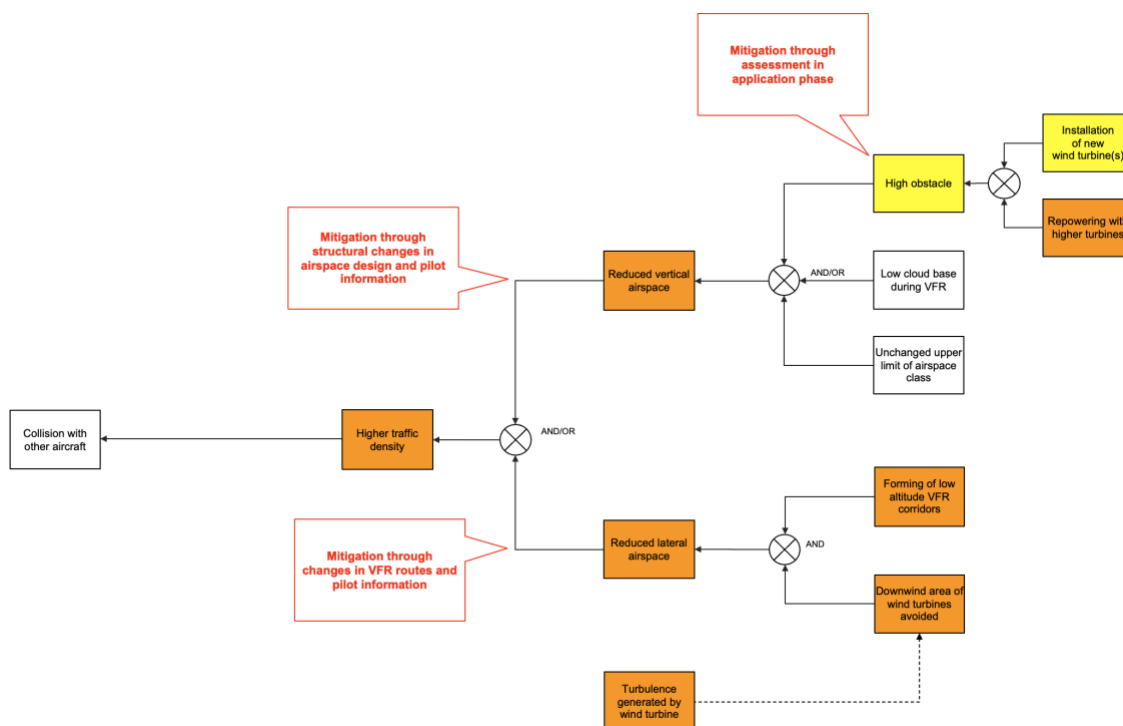 Mitigation through
assessment in
application phase
Installation
of new
wind turbine(s)
High obstacle
Repowering with
higher turbines
Mitigation through
structural changes in
airspace design and pilot
information
Reduced vertical
airspace
AND/OR
Low cloud base
during VFR
Unchanged upper
limit of airspace
class
Collision with
other aircraft
Higher traffic
density
AND/OR
Forming of low
altitude VFR
corridors
Mitigation through
changes in VFR routes and
pilot information
Reduced lateral
airspace
AND
Downwind area of
wind turbines
avoided
Turbulence
generated by
wind turbine